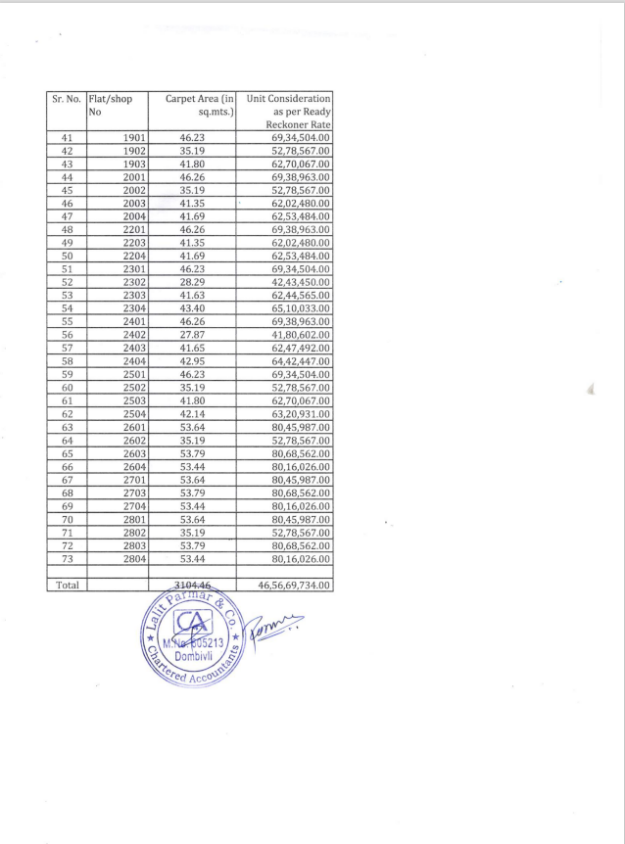 Sr. No. Flat/shop No Carpet Area (in sq.mts.) Unit Consideration as per Ready Reckoner Rate
41 1901 46.23 69,34,504.00
42 1902 35.19 52,78,567.00
43 1903 41.80 62,70,067.00
44 2001 46.26 69,38,963.00
45 2002 35.19 52,78,567.00
46 2003 41.35 62,02,480.00
47 2004 41.69 62,53,484.00
48 2201 46.26 69,38,963.00
49 2203 41.35 62,02,480.00
50 2204 41.69 62,53,484.00
51 2301 46.23 69,34,504.00
52 2302 28.29 42,43,450.00
53 2303 41.63 62,44,565.00
54 2304 43.40 65,10,033.00
55 2401 46.26 69,38,963.00
56 2402 27.87 41,80,602.00
57 2403 41.65 62,47,492.00
58 2404 42.95 64,42,447.00
59 2501 46.23 69,34,504.00
60 2502 35.19 52,78,567.00
61 2503 41.80 62,70,067.00
62 2504 42.14 63,20,931.00
63 2601 53.64 80,45,987.00
64 2602 35.19 52,78,567.00
65 2603 53.79 80,68,562.00
66 2604 53.44 80,16,026.00
67 2701 53.64 80,45,987.00
68 2703 53.79 80,68,562.00
69 2704 53.44 80,16,026.00
70 2801 53.64 80,45,987.00
71 2802 35.19 52,78,567.00
72 2803 53.79 80,68,562.00
73 2804 53.44 80,16,026.00
Total 3104.46 46,56,69,734.00
Lalit Parmar & Co.
CA
M.No.
05213
Dombivli
Chartered Accountants